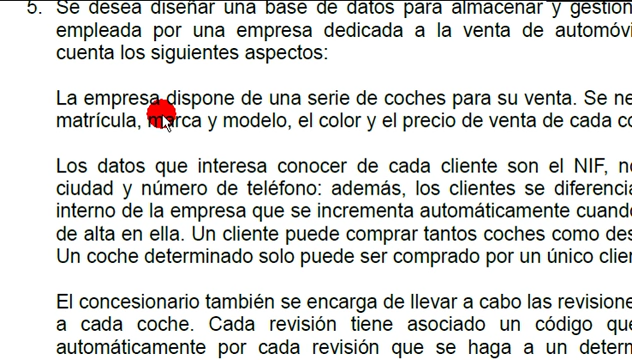 5. Se desea diseñar una base de datos para almacenar y gestion
empleada por una empresa dedicada a la venta de automóvi
cuenta los siguientes aspectos:
La empresa dispone de una serie de coches para su venta. Se ne
matrícula, marca y modelo, el color y el precio de venta de cada co
Los datos que interesa conocer de cada cliente son el NIF, n
ciudad y número de teléfono: además, los clientes se diferencia
interno de la empresa que se incrementa automáticamente cuand
de alta en ella. Un cliente puede comprar tantos coches como des
Un coche determinado solo puede ser comprado por un único clien
El concesionario también se encarga de llevar a cabo las revisione
a cada coche. Cada revisión tiene asociado un código que
automáticamente por cada revisión que se haga a un determ